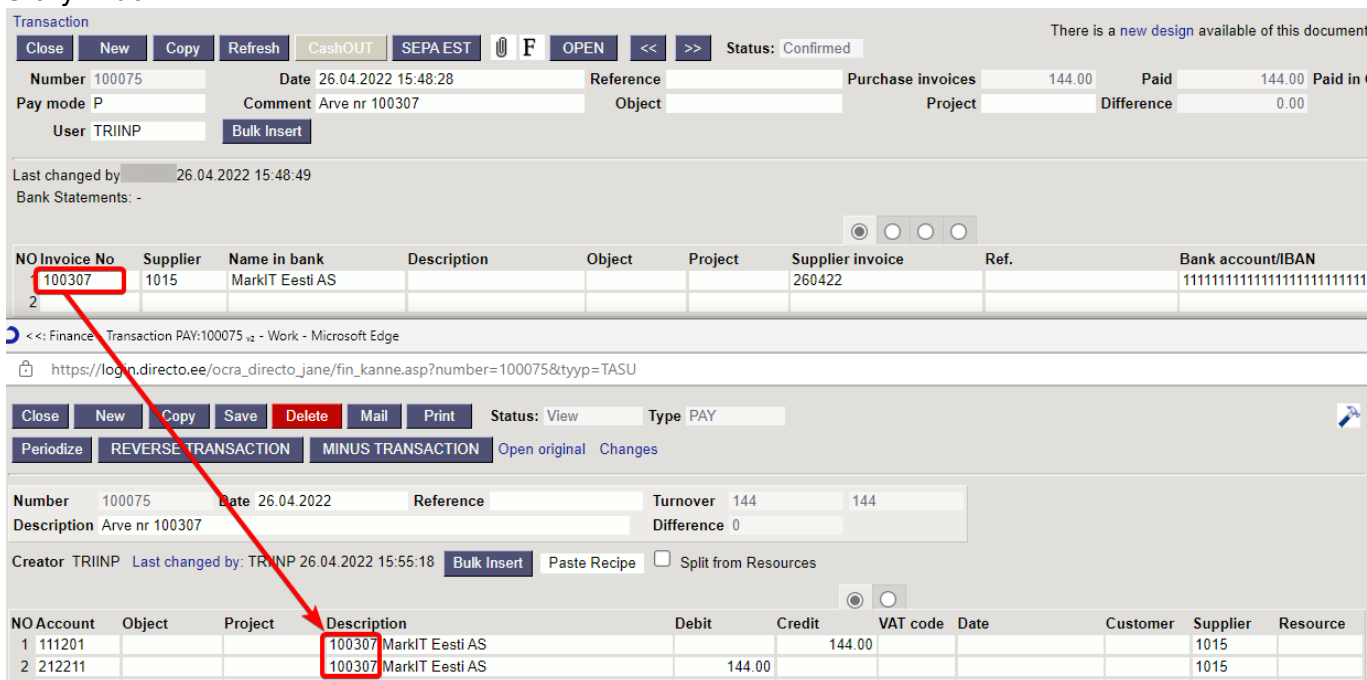 Transaction
There is a new design available of this document
Close New Copy Refresh CashOUT SEPA EST F OPEN << >> Status: Confirmed
Number 100075 Date 26.04.2022 15:48:28 Reference Purchase invoices 144.00 Paid 144.00 Paid in
Pay mode P Comment Arve nr 100307 Object Project Difference 0.00
User TRIINP Bulk Insert
Last changed by 26.04.2022 15:48:49
Bank Statements: -
NO Invoice No Supplier Name in bank Description Object Project Supplier invoice Ref. Bank account/IBAN
1 100307 1015 MarkIT Eesti AS 260422
2
<<: Finance - Transaction PAY:100075 v2 - Work - Microsoft Edge
https://login.directo.ee/ocra_directo_jane/fin_kanne.asp?number=100075&tyyp=TASU
Close New Copy Save Delete Mail Print Status: View Type PAY
Periodize REVERSE TRANSACTION MINUS TRANSACTION Open original Changes
Number 100075 Date 26.04.2022 Reference Turnover 144 144
Description Arve nr 100307 Difference 0
Creator TRIINP Last changed by: TRIINP 26.04.2022 15:55:18 Bulk Insert Paste Recipe Split from Resources
NO Account Object Project Description Debit Credit VAT code Date Customer Supplier Resource
1 111201 100307 MarkIT Eesti AS 144.00 1015
2 212211 100307 MarkIT Eesti AS 144.00 1015